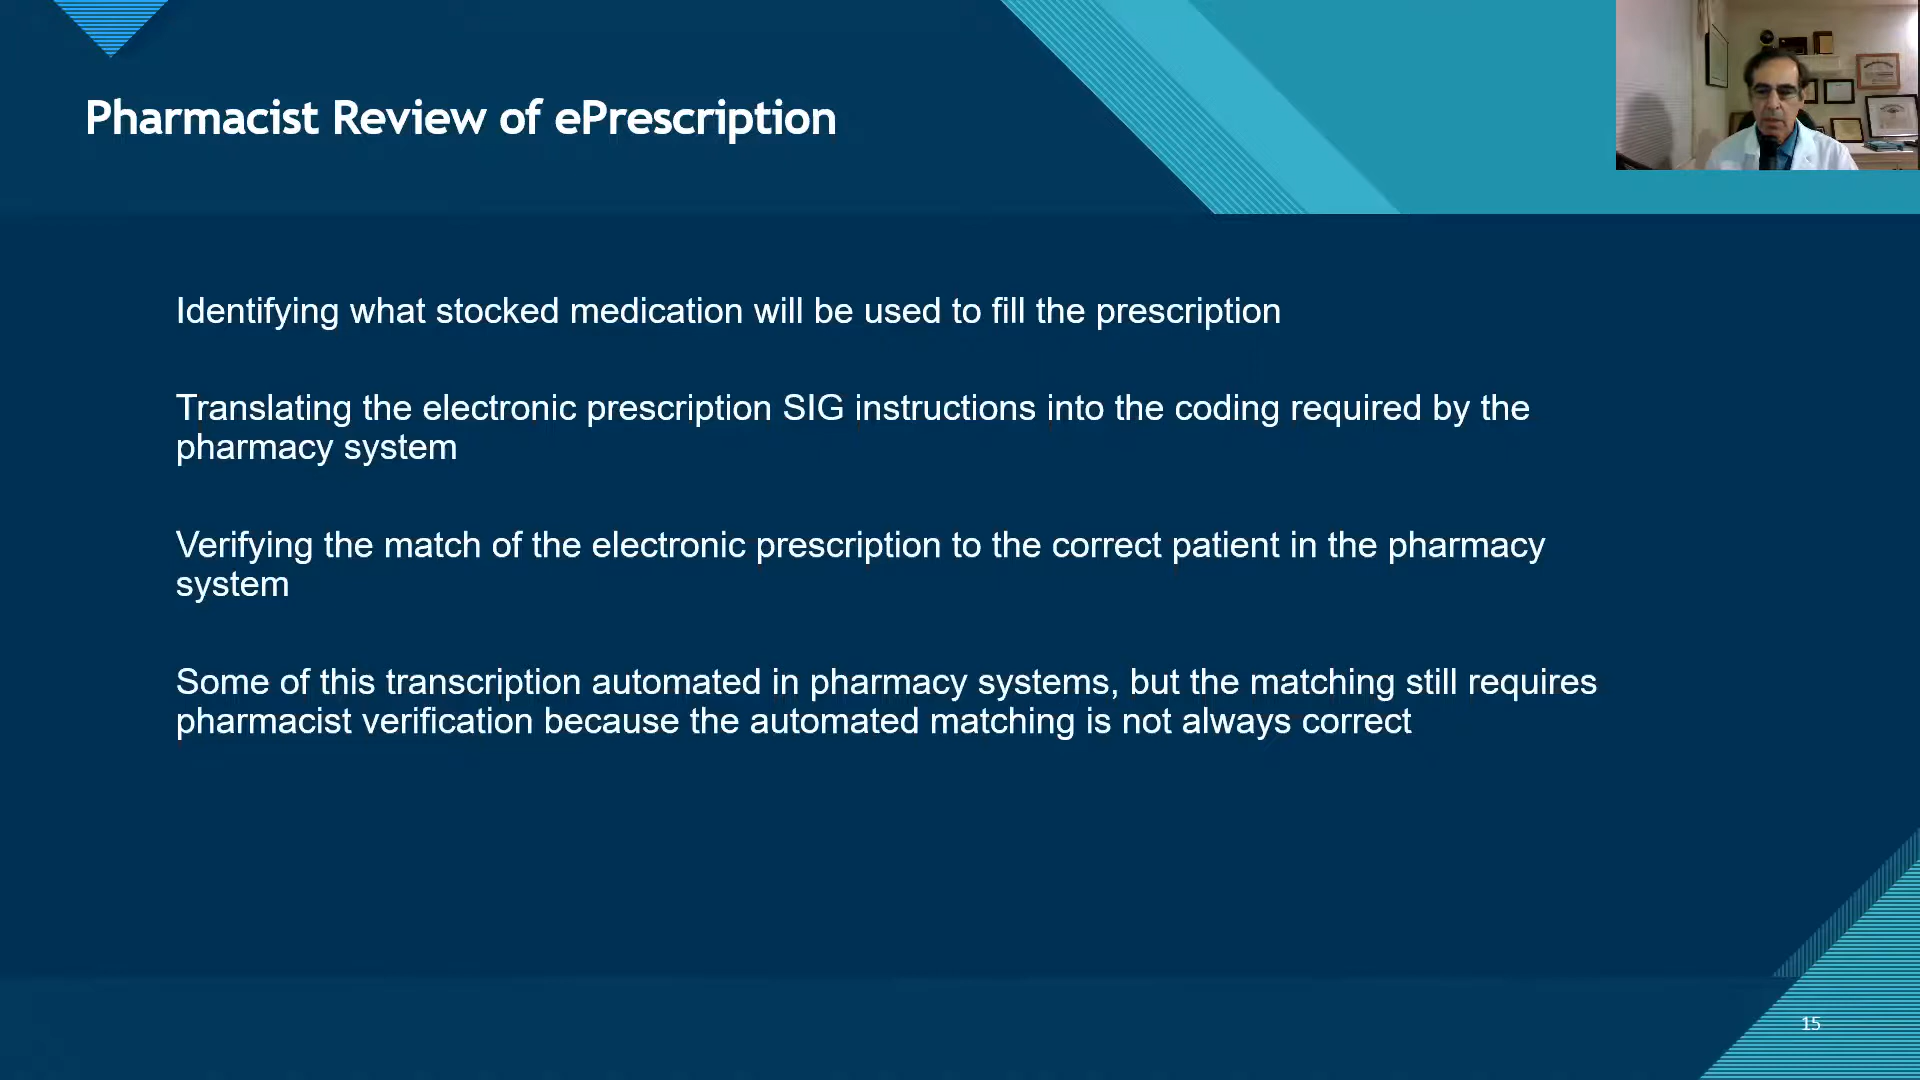 Pharmacist Review of ePrescription
Identifying what stocked medication will be used to fill the prescription
Translating the electronic prescription SIG instructions into the coding required by the
pharmacy system
Verifying the match of the electronic prescription to the correct patient in the pharmacy
system
Some of this transcription automated in pharmacy systems, but the matching still requires
pharmacist verification because the automated matching is not always correct
15